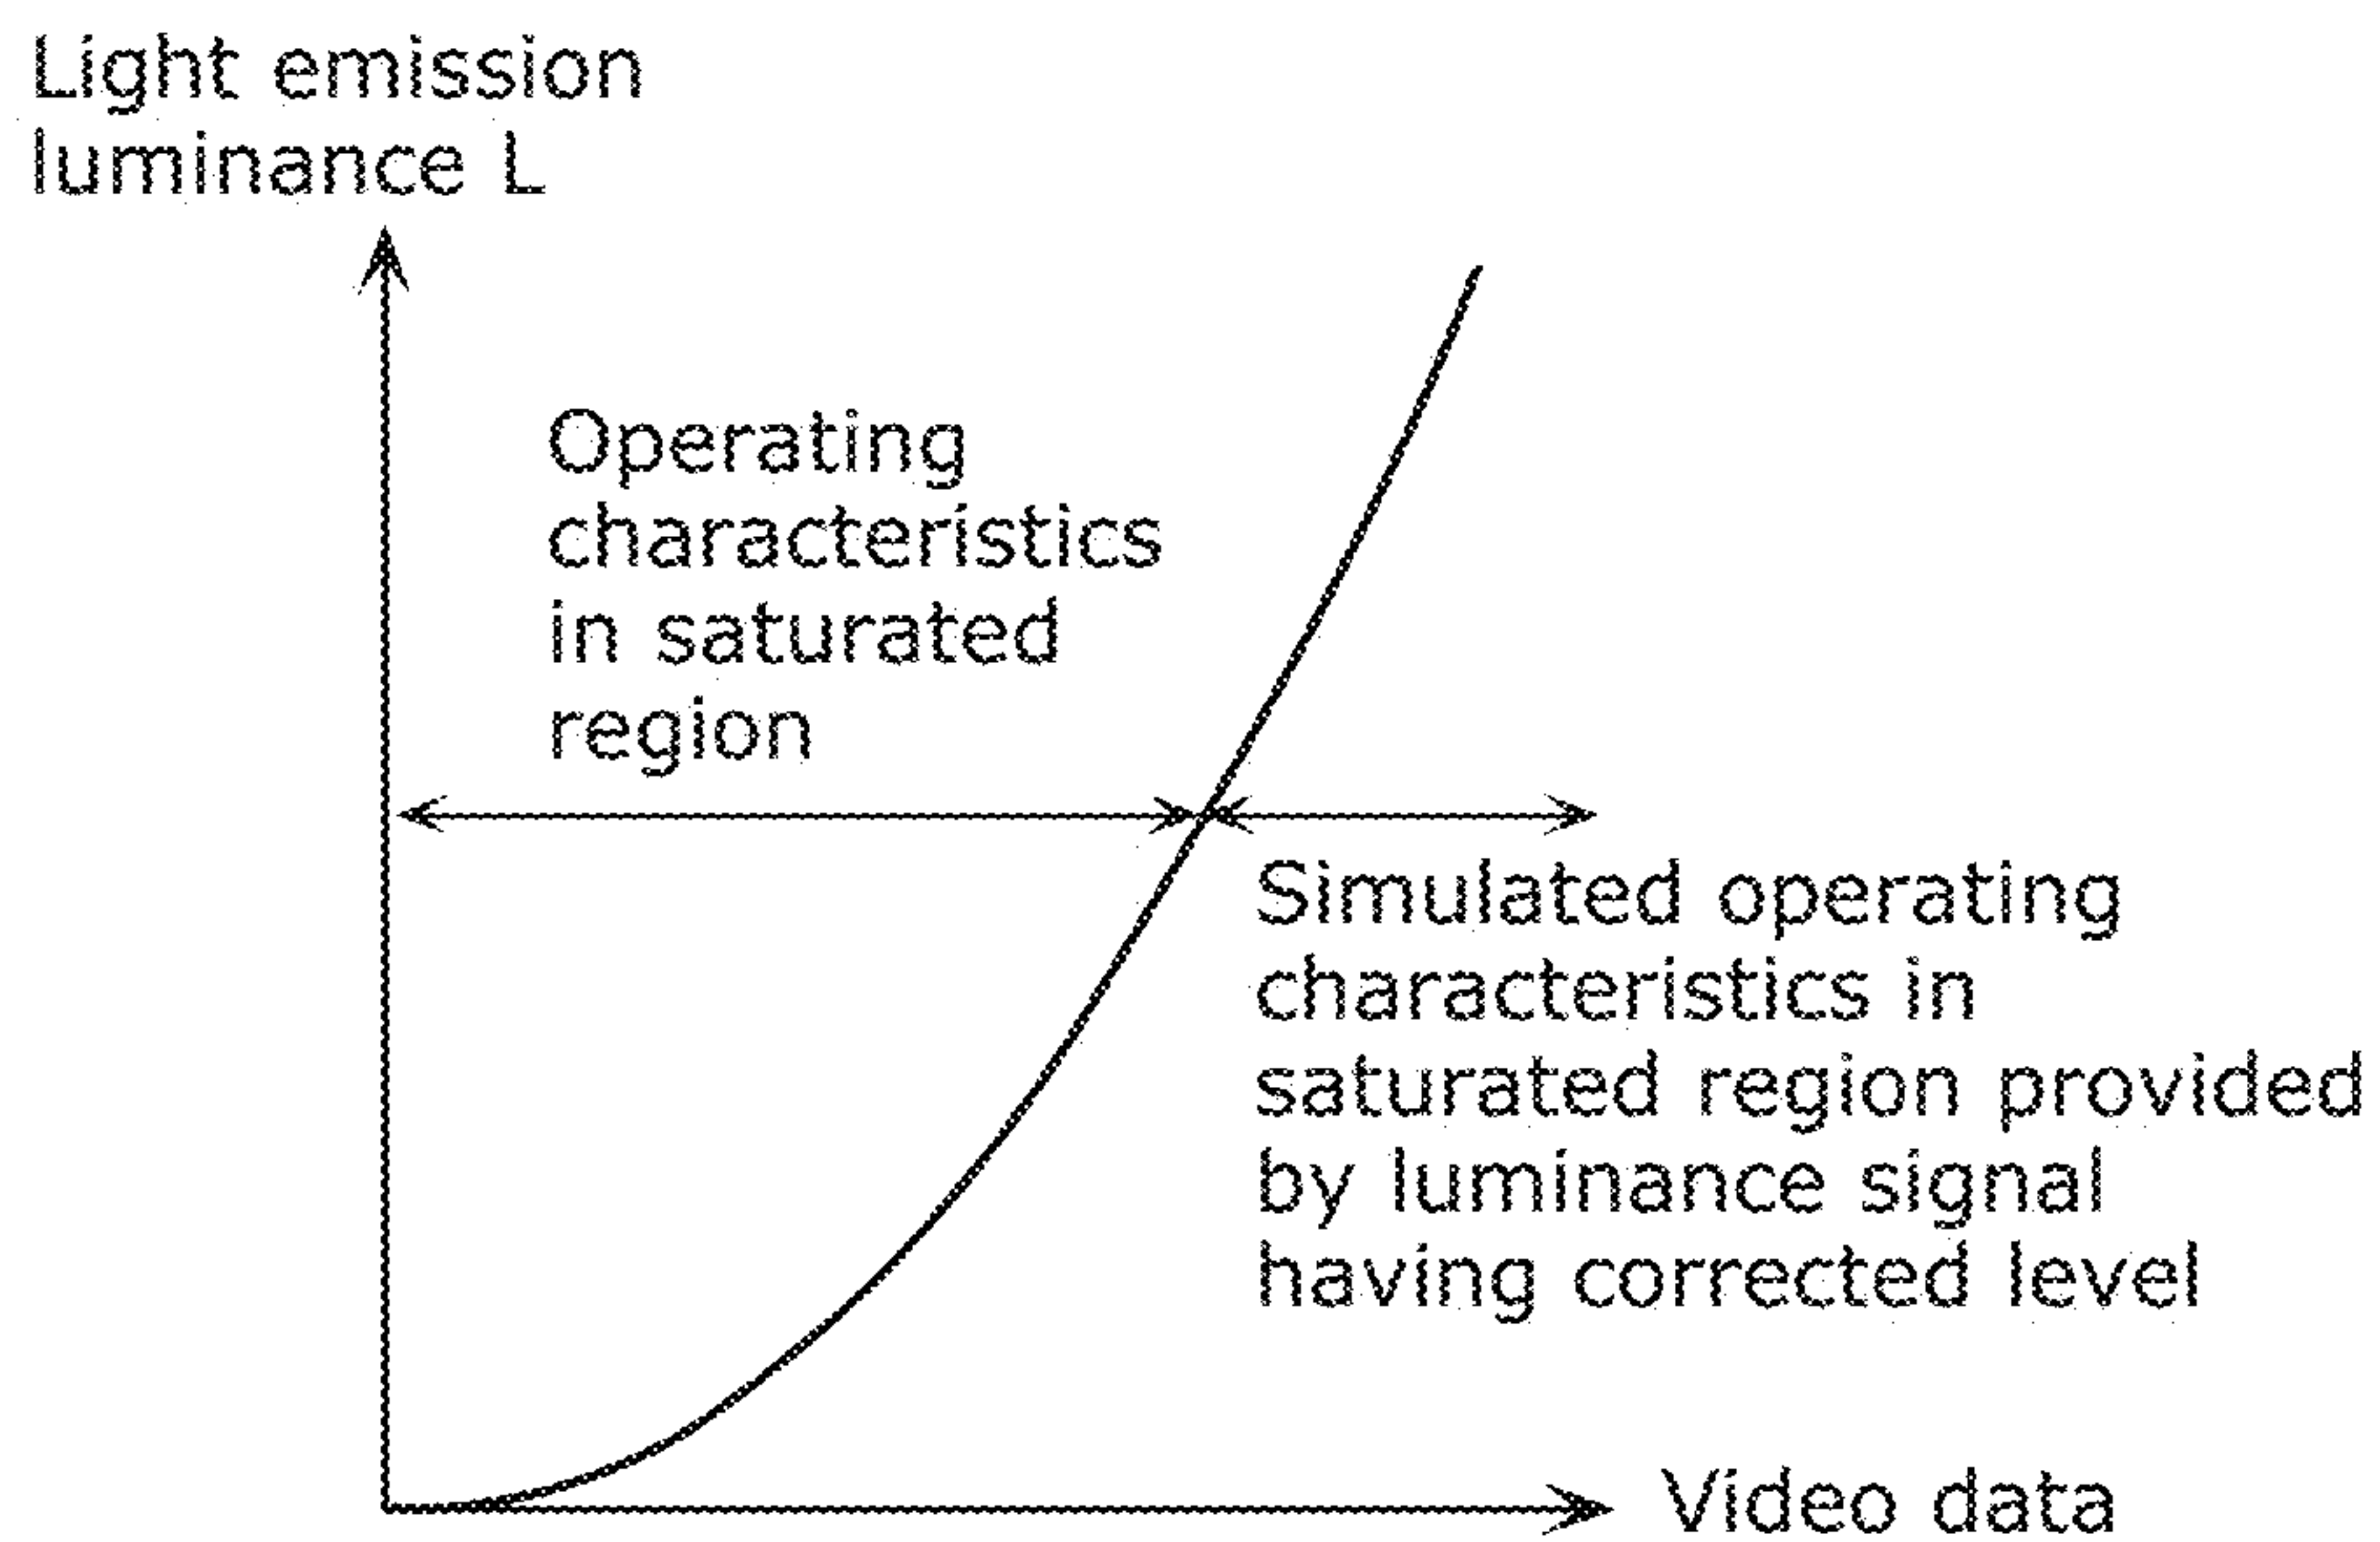 Light emission
luminance L
Operating
characteristics
in saturated
region
Simulated operating
characteristics in
saturated region provided
by luminance signal
having corrected level
Video data